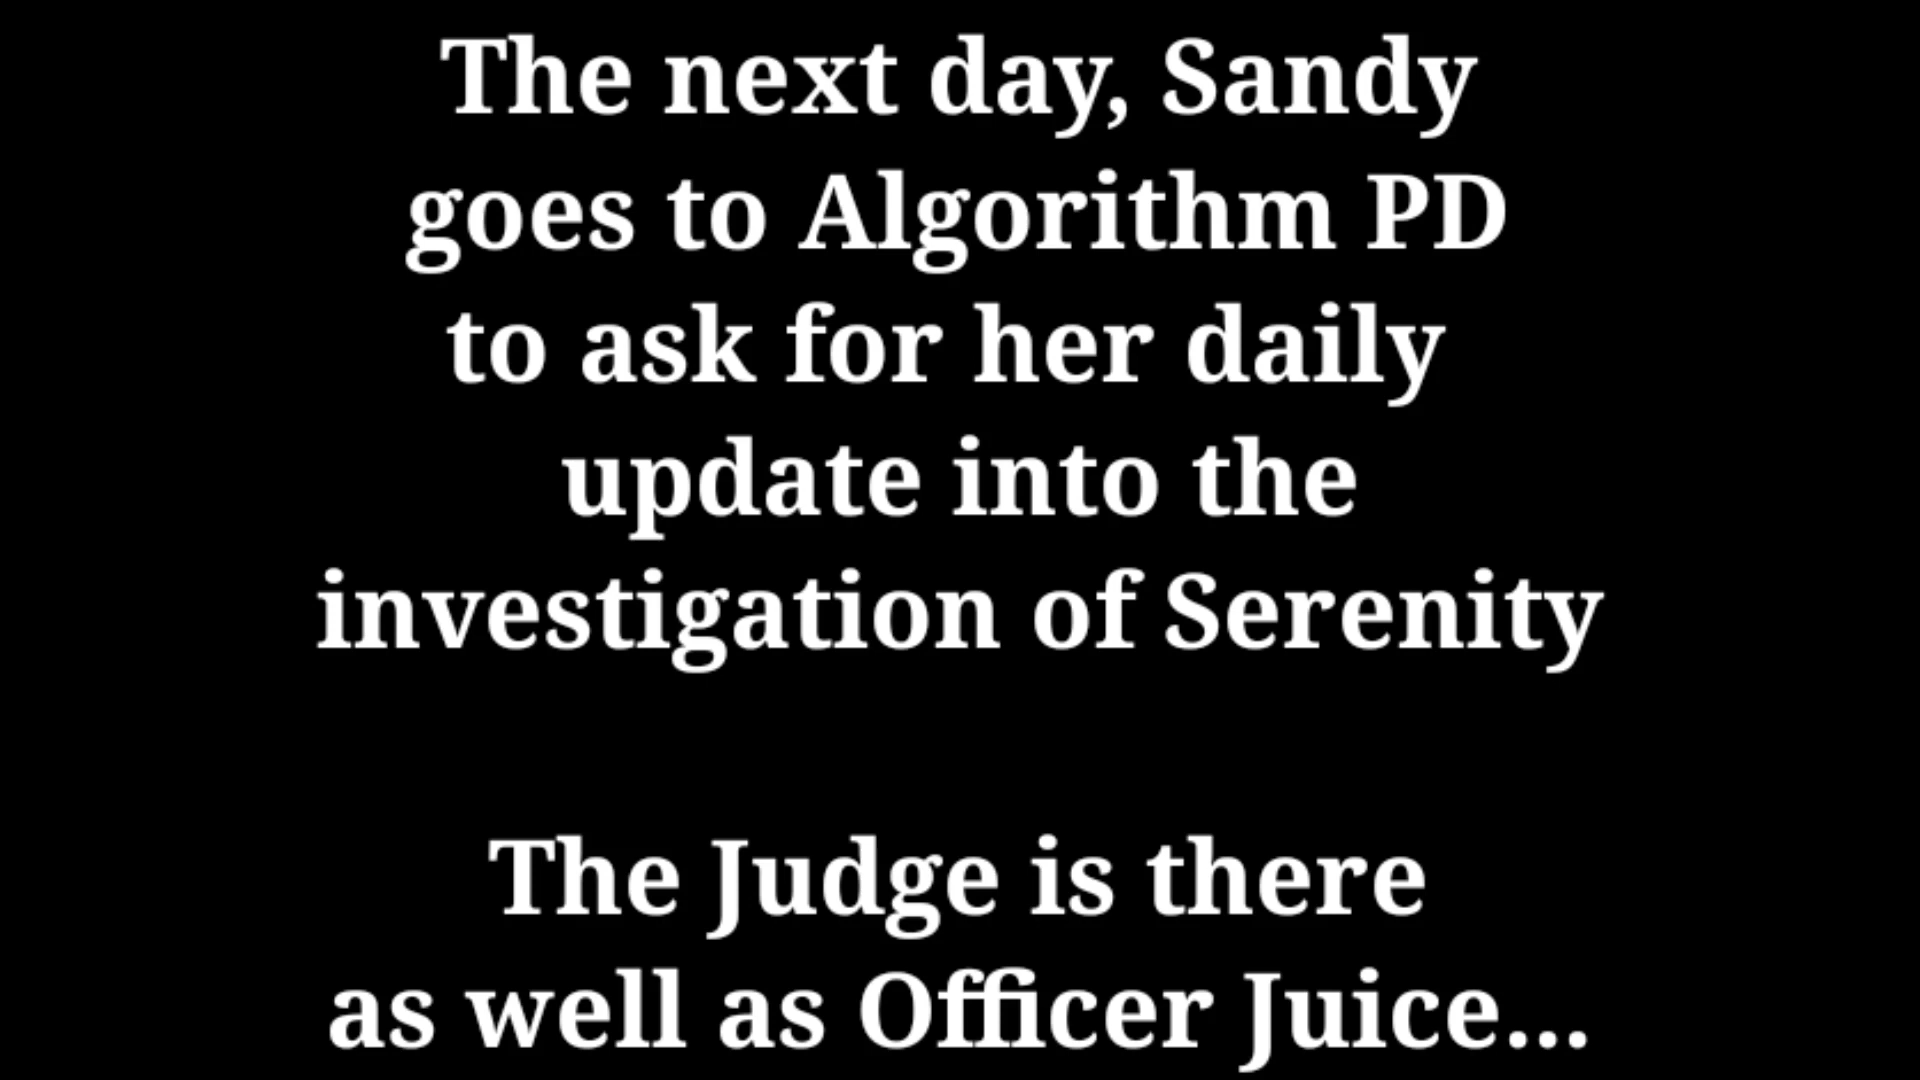 The next day, Sandy
goes to Algorithm PD
to ask for her daily
update into the
investigation of Serenity
The Judge is there
as well as Officer Juice...